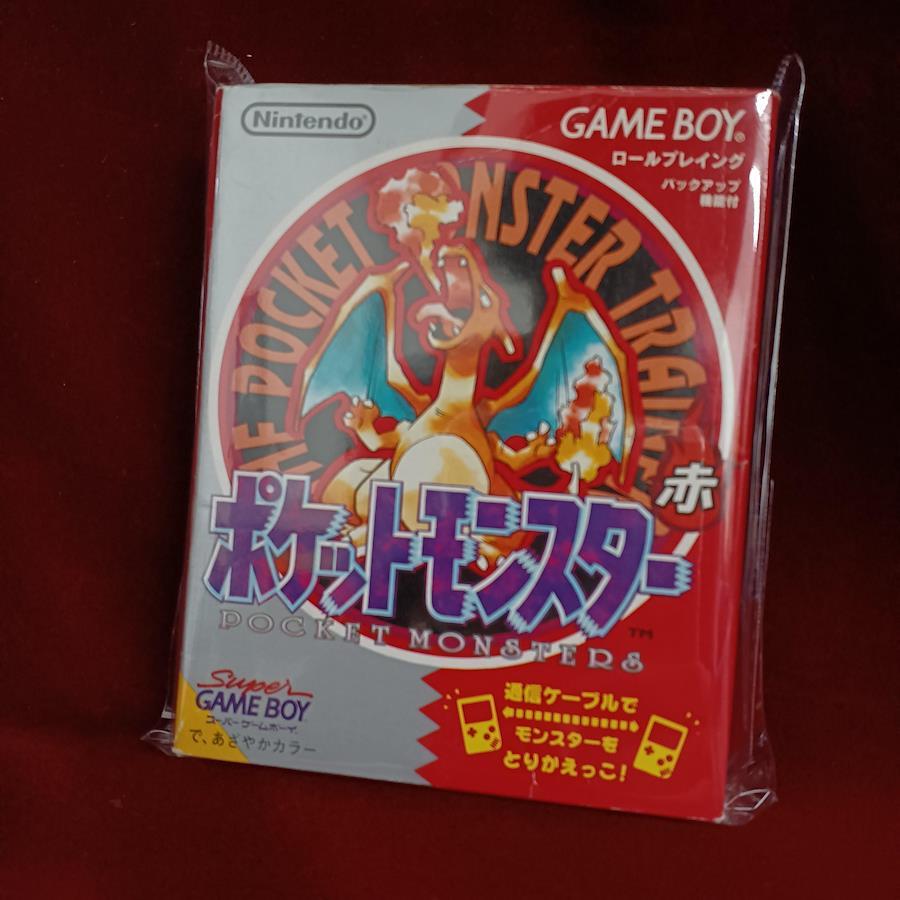 Nintendo®
GAME BOY®
ロールプレイング
バックアップ
機能付
OF POCKET MONSTER TRAIN
赤
ポケットモンスター
POCKET MONSTERS
TM
Super
GAME BOY
スーパーゲームボーイ
で、あざやかカラー
通信ケーブルで
モンスターを
とりかえっこ!